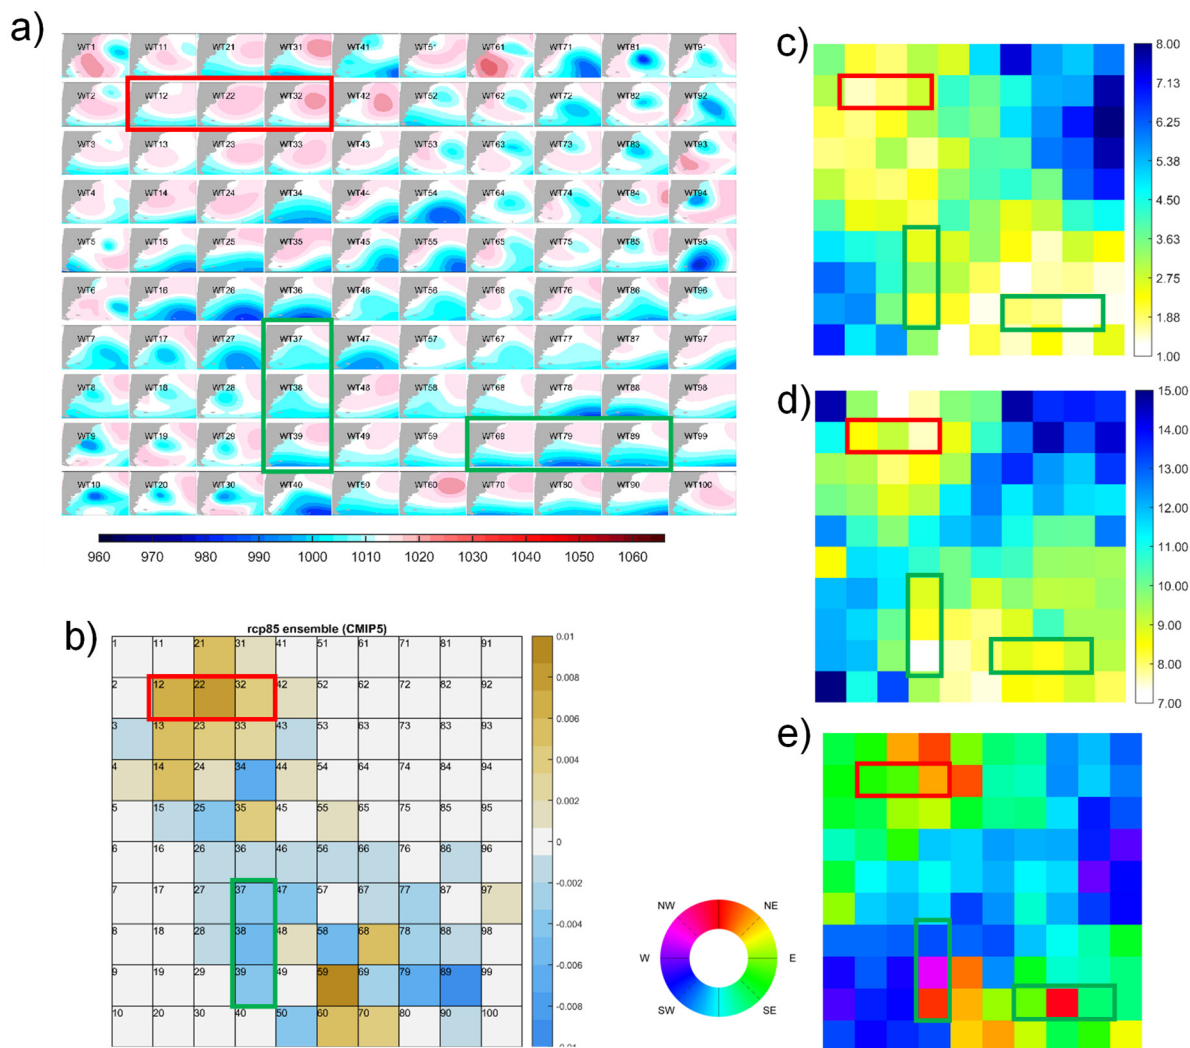 a)
WT1 WT11 WT21 WT31 WT41 WT51 WT61 WT71 WT81 WT91
WT2 WT12 WT22 WT32 WT42 WT52 WT62 WT72 WT82 WT92
WT3 WT13 WT23 WT33 WT43 WT53 WT63 WT73 WT83 WT93
WT4 WT14 WT24 WT34 WT44 WT54 WT64 WT74 WT84 WT94
WT5 WT15 WT25 WT35 WT45 WT55 WT65 WT75 WT85 WT95
WT6 WT16 WT26 WT36 WT46 WT56 WT66 WT76 WT86 WT96
WT7 WT17 WT27 WT37 WT47 WT57 WT67 WT77 WT87 WT97
WT8 WT18 WT28 WT38 WT48 WT58 WT68 WT78 WT88 WT98
WT9 WT19 WT29 WT39 WT49 WT59 WT69 WT79 WT89 WT99
WT10 WT20 WT30 WT40 WT50 WT60 WT70 WT80 WT90 WT100
960 970 980 990 1000 1010 1020 1030 1040 1050 1060
b)
rcp85 ensemble (CMIP5)
1 11 21 31 41 51 61 71 81 91
2 12 22 32 42 52 62 72 82 92
3 13 23 33 43 53 63 73 83 93
4 14 24 34 44 54 64 74 84 94
5 15 25 35 45 55 65 75 85 95
6 16 26 36 46 56 66 76 86 96
7 17 27 37 47 57 67 77 87 97
8 18 28 38 48 58 68 78 88 98
9 19 29 39 49 59 69 79 89 99
10 20 30 40 50 60 70 80 90 100
0.01
0.008
0.006
0.004
0.002
0
-0.002
-0.004
-0.006
-0.008
-0.01
c)
8.00
7.13
6.25
5.38
4.50
3.63
2.75
1.88
1.00
d)
15.00
14.00
13.00
12.00
11.00
10.00
9.00
8.00
7.00
e)
NW NE
W E
SW SE